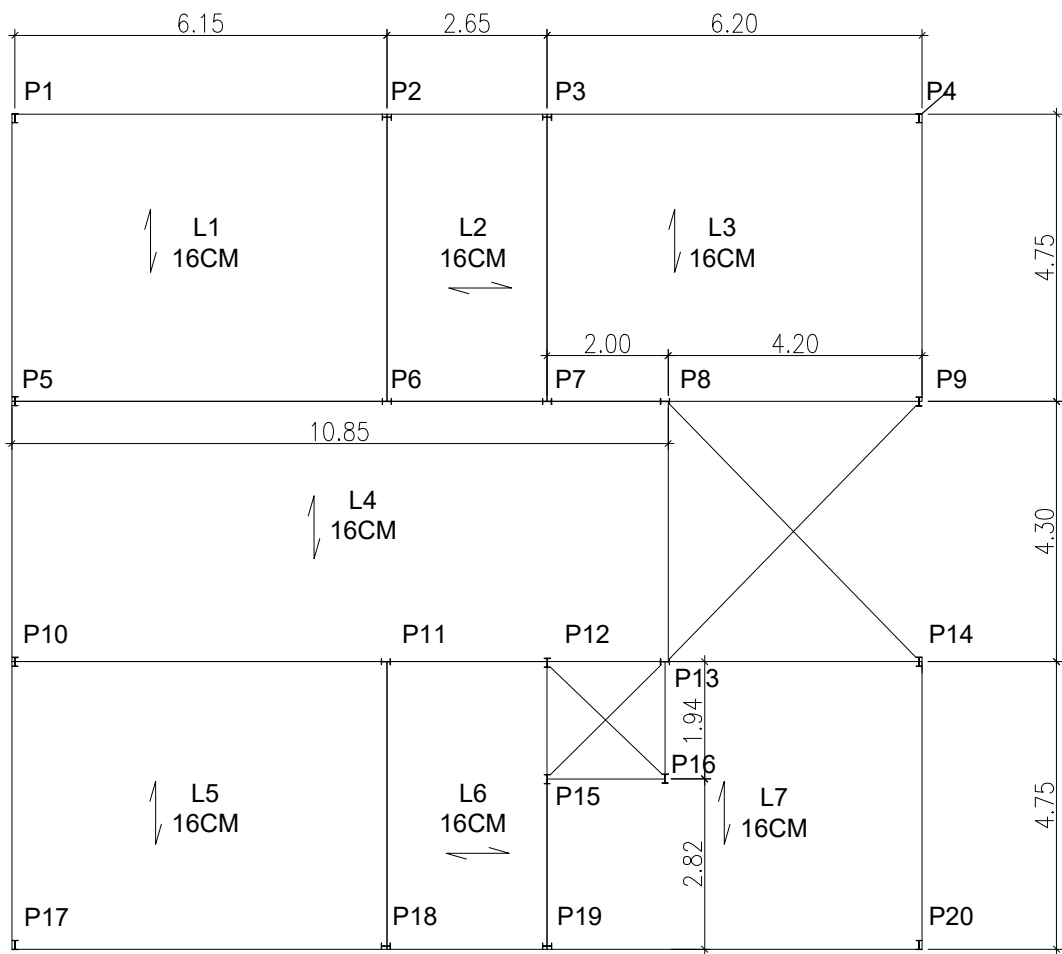 6.15 2.65 6.20
P1 P2 P3 P4
L1
16CM
L2
16CM
L3
16CM
4.75
2.00 4.20
P5 P6 P7 P8 P9
10.85
L4
16CM
4.30
P10 P11 P12 P14
P13
1.94
P16
P15
L5
16CM
L6
16CM
L7
16CM
4.75
2.82
P17 P18 P19 P20